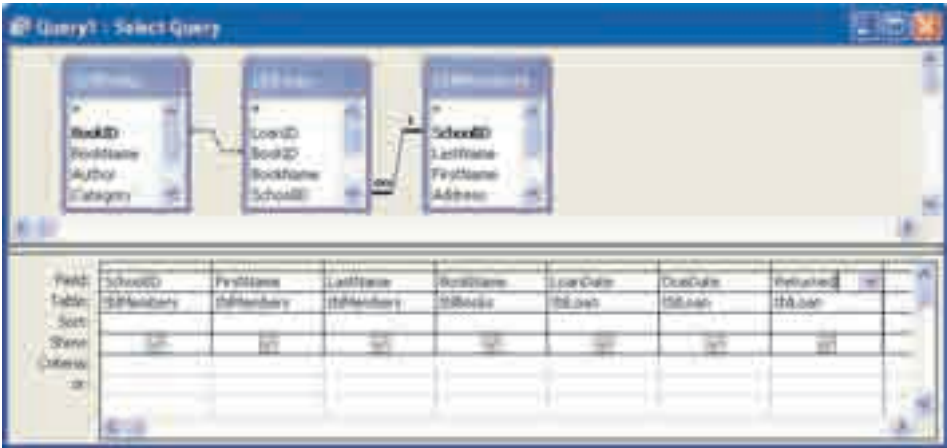 Query1 : Select Query
*
BookID
BookName
Author
Category
*
LoanID
BookID
BookName
SchoolID
*
SchoolID
LastName
FirstName
Address
1
Field: SchoolID FirstName LastName BookName LoanDate DueDate Returned
Table: tblMembers tblMembers tblMembers tblBooks tblLoan tblLoan tblLoan
Sort:
Show:
Criteria:
or: